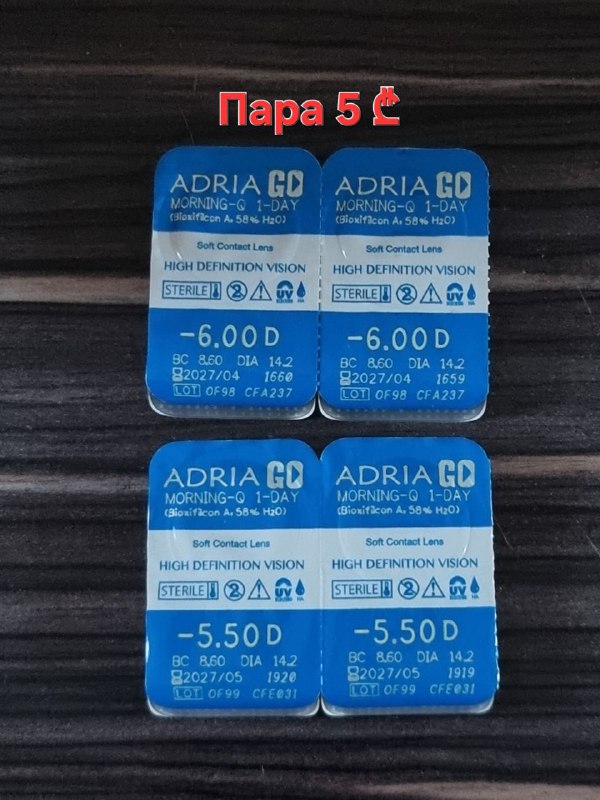 Пара 5 ₾
ADRIA GO
MORNING-Q 1-DAY
(Bioxifilcon A, 58% H2O)
Soft Contact Lens
HIGH DEFINITION VISION
STERILE
UV
-6.00 D
BC 8.60 DIA 14.2
2027/04 1660
LOT OF98 CFA237
ADRIA GO
MORNING-Q 1-DAY
(Bioxifilcon A, 58% H2O)
Soft Contact Lens
HIGH DEFINITION VISION
STERILE
UV
-6.00 D
BC 8.60 DIA 14.2
2027/04 1659
LOT OF98 CFA237
ADRIA GO
MORNING-Q 1-DAY
(Bioxifilcon A, 58% H2O)
Soft Contact Lens
HIGH DEFINITION VISION
STERILE
UV
-5.50 D
BC 8.60 DIA 14.2
2027/05 1920
LOT OF99 CFE031
ADRIA GO
MORNING-Q 1-DAY
(Bioxifilcon A, 58% H2O)
Soft Contact Lens
HIGH DEFINITION VISION
STERILE
UV
-5.50 D
BC 8.60 DIA 14.2
2027/05 1919
LOT OF99 CFE031